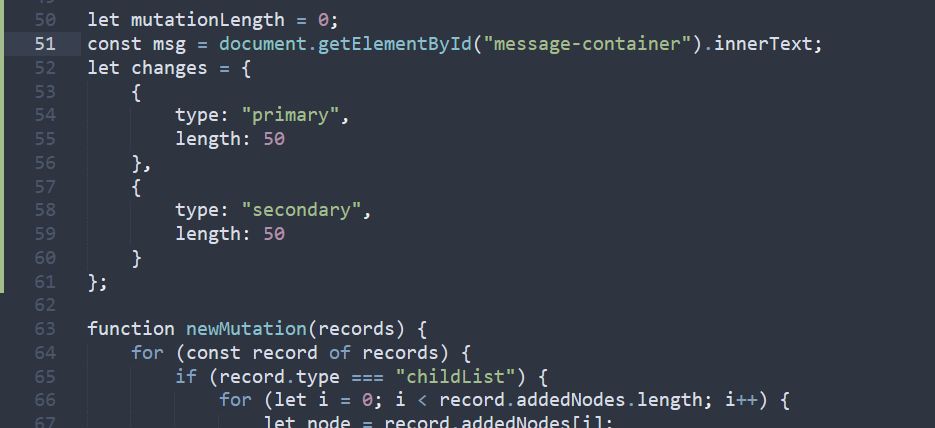 50 let mutationLength = 0;
51 const msg = document.getElementById("message-container").innerText;
52 let changes = {
53     {
54         type: "primary",
55         length: 50
56     },
57     {
58         type: "secondary",
59         length: 50
60     }
61 };
62
63 function newMutation(records) {
64     for (const record of records) {
65         if (record.type === "childList") {
66             for (let i = 0; i < record.addedNodes.length; i++) {
67                 let node = record.addedNodes[i];